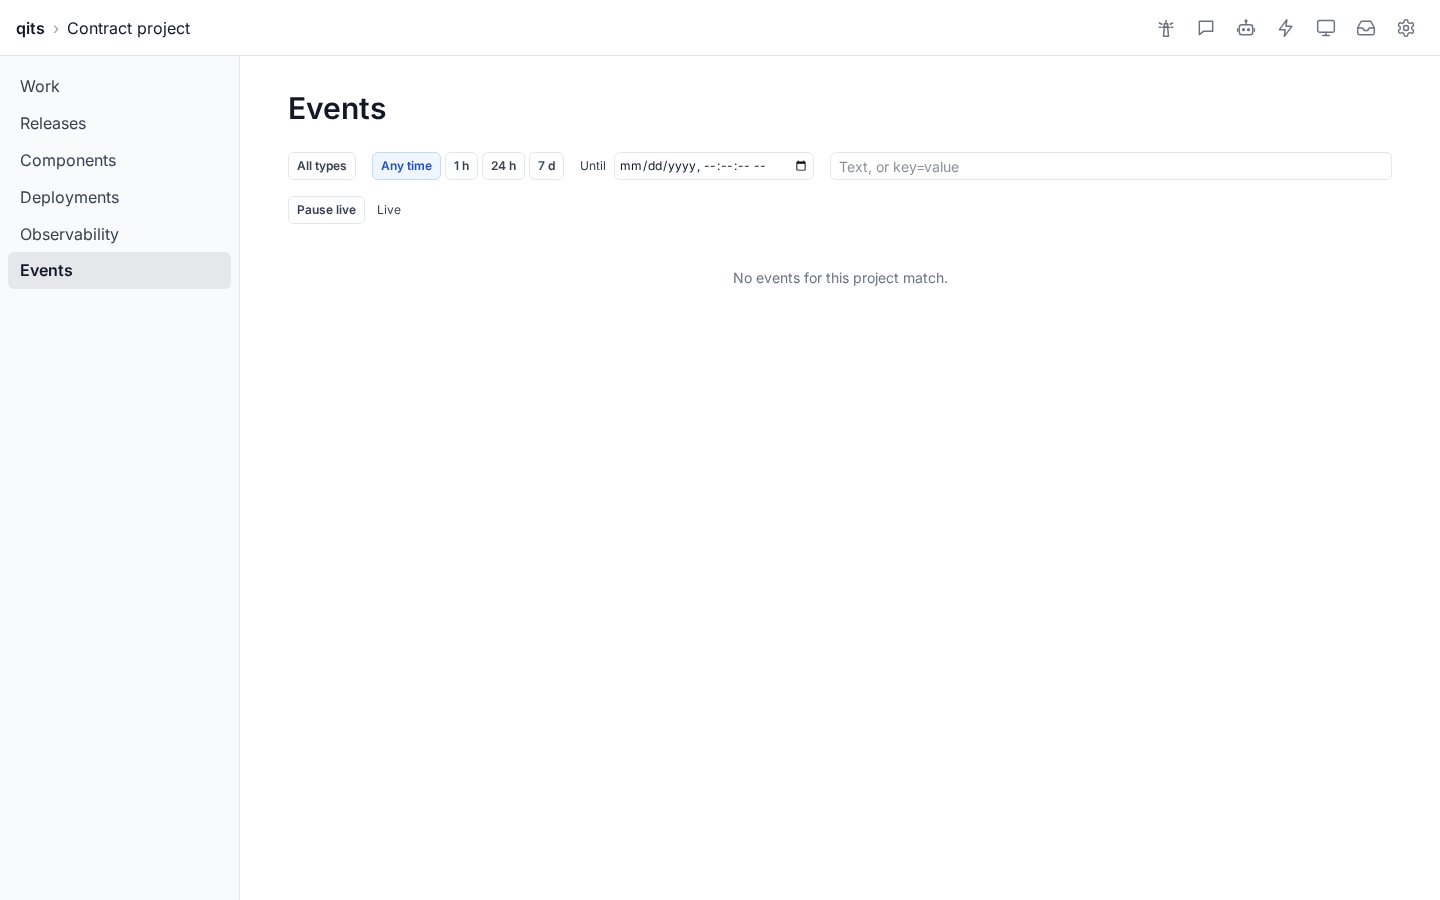 qits › Contract project
Work
Releases
Components
Deployments
Observability
Events
Events
All types Any time 1 h 24 h 7 d Until mm/dd/yyyy, --:--:-- -- Text, or key=value
Pause live Live
No events for this project match.